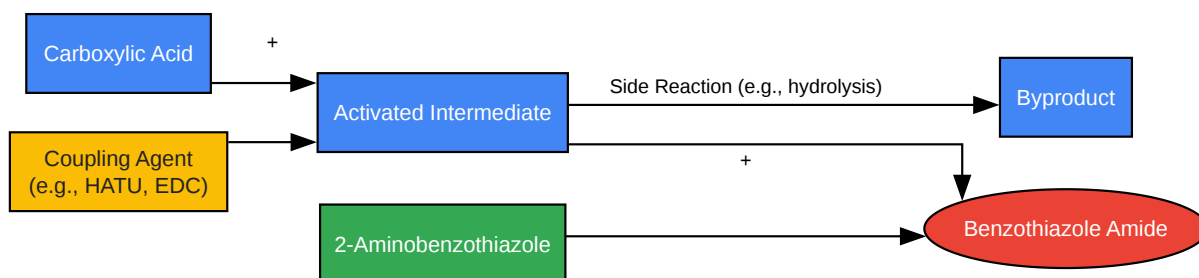 Carboxylic Acid
+
Activated Intermediate
Side Reaction (e.g., hydrolysis)
Byproduct
Coupling Agent
(e.g., HATU, EDC)
+
2-Aminobenzothiazole
Benzothiazole Amide